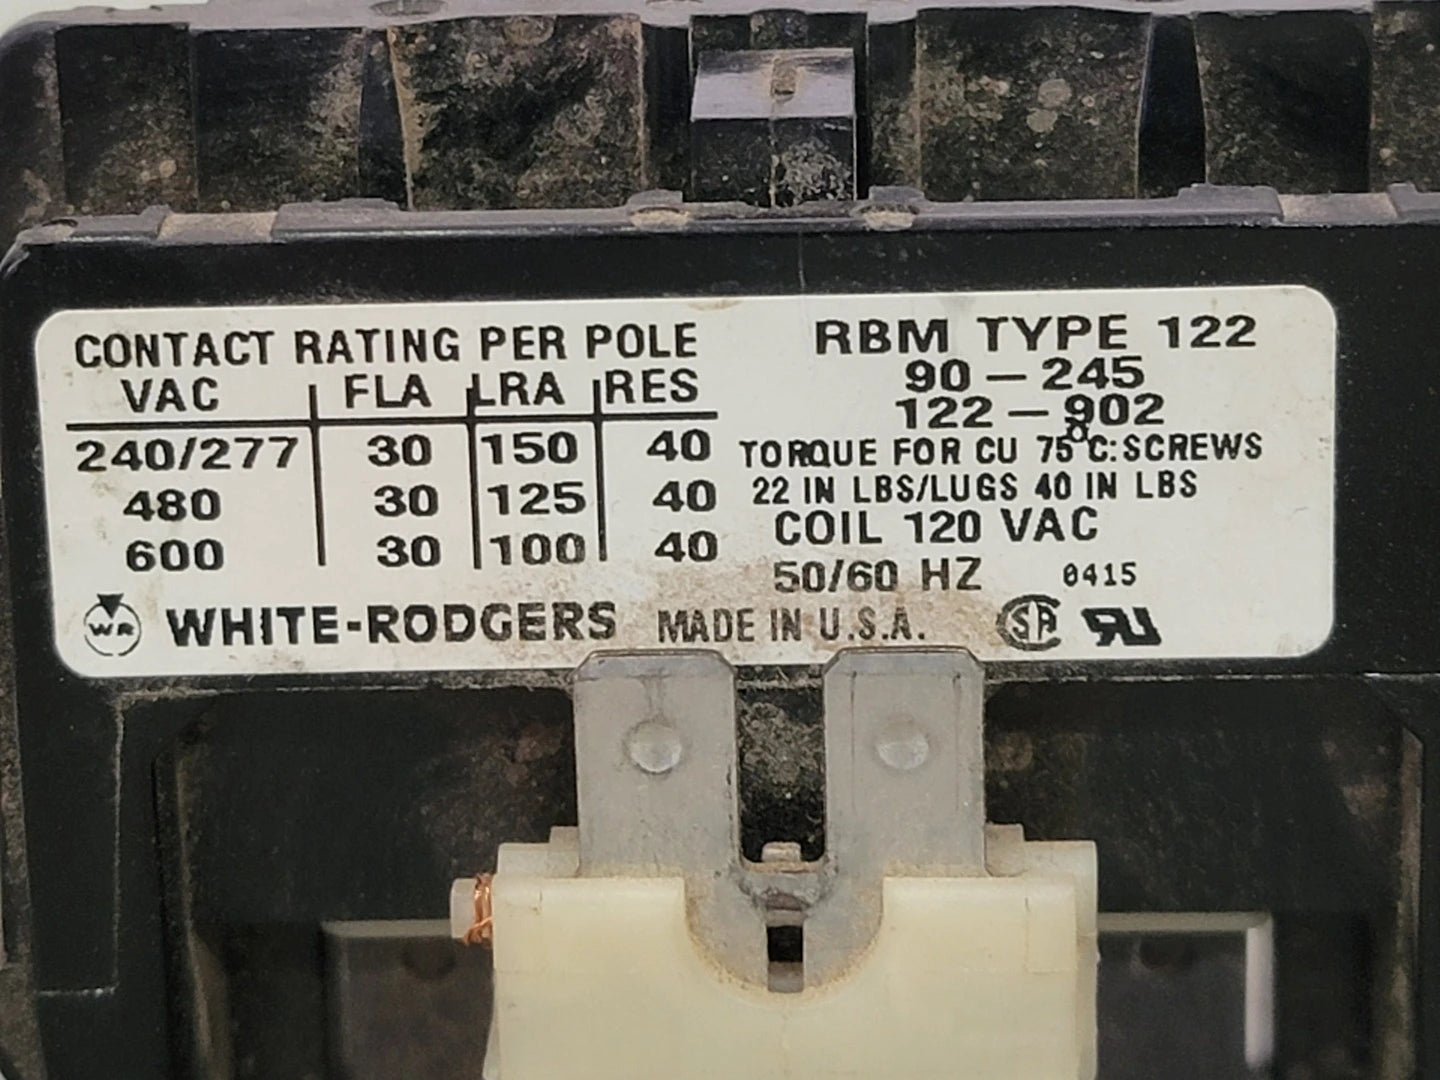 CONTACT RATING PER POLE
VAC FLA LRA RES
240/277 30 150 40
480 30 125 40
600 30 100 40
WR WHITE-RODGERS MADE IN U.S.A.
RBM TYPE 122
90-245
122-902
TORQUE FOR CU 75°C:SCREWS
22 IN LBS/LUGS 40 IN LBS
COIL 120 VAC
50/60 HZ 0415
SA RU